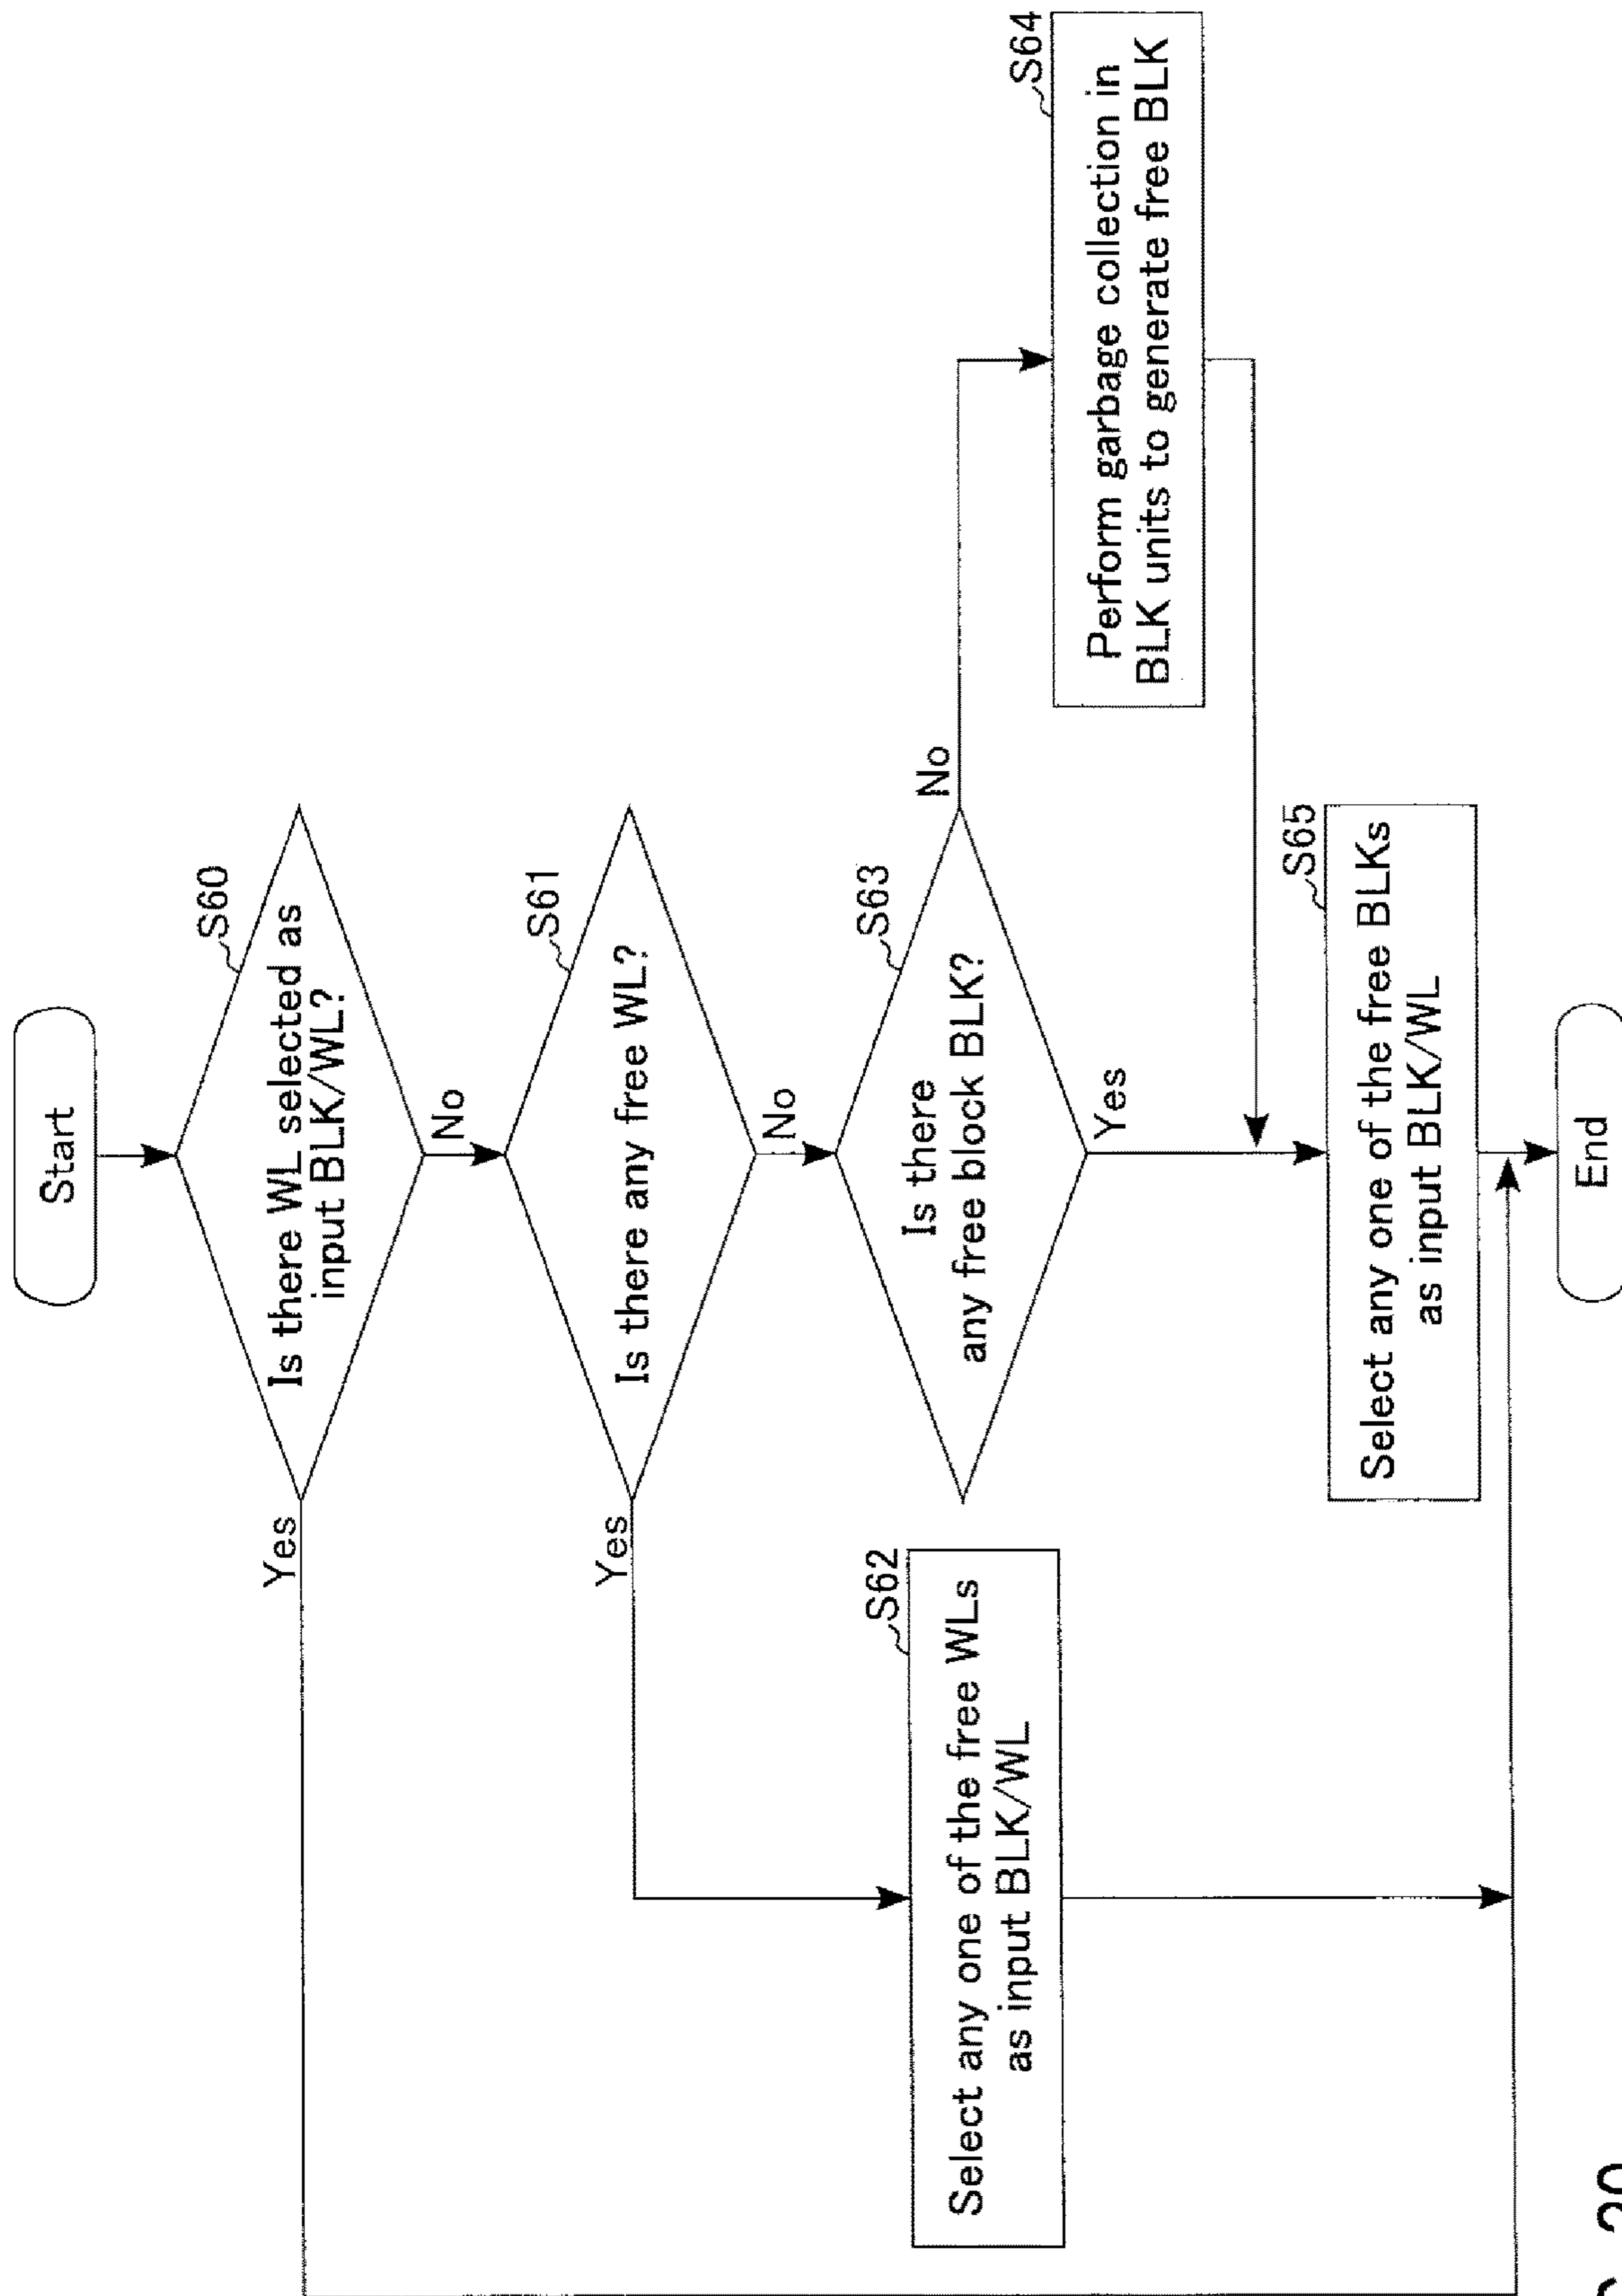 Start
S60
Is there WL selected as
input BLK/WL?
Yes
No
S61
Is there any free WL?
Yes
No
S62
Select any one of the free WLs
as input BLK/WL
S63
Is there
any free block BLK?
No
Yes
S64
Perform garbage collection in
BLK units to generate free BLK
S65
Select any one of the free BLKs
as input BLK/WL
End